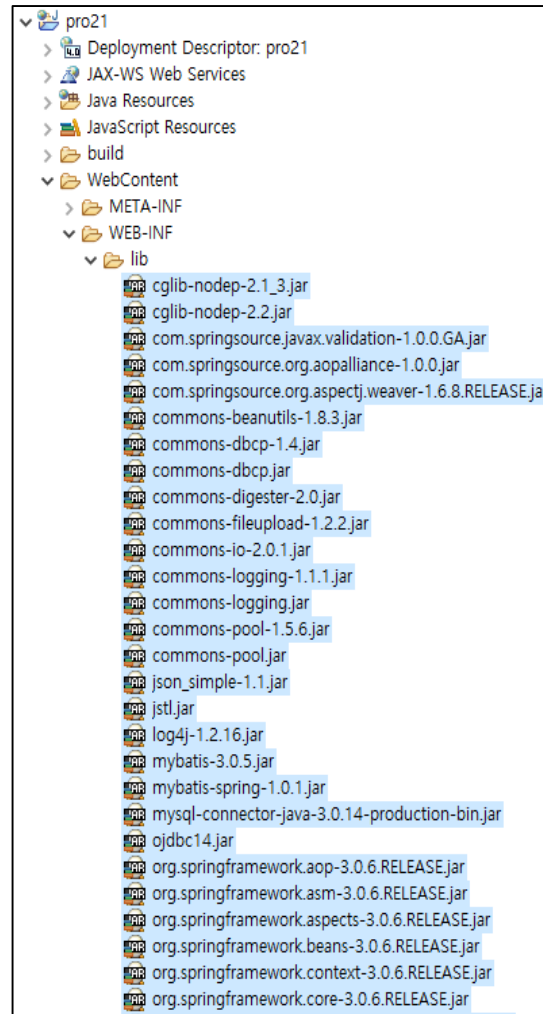 pro21
Deployment Descriptor: pro21
JAX-WS Web Services
Java Resources
JavaScript Resources
build
WebContent
META-INF
WEB-INF
lib
cglib-nodep-2.1_3.jar
cglib-nodep-2.2.jar
com.springsource.javax.validation-1.0.0.GA.jar
com.springsource.org.aopalliance-1.0.0.jar
com.springsource.org.aspectj.weaver-1.6.8.RELEASE.ja
commons-beanutils-1.8.3.jar
commons-dbcp-1.4.jar
commons-dbcp.jar
commons-digester-2.0.jar
commons-fileupload-1.2.2.jar
commons-io-2.0.1.jar
commons-logging-1.1.1.jar
commons-logging.jar
commons-pool-1.5.6.jar
commons-pool.jar
json_simple-1.1.jar
jstl.jar
log4j-1.2.16.jar
mybatis-3.0.5.jar
mybatis-spring-1.0.1.jar
mysql-connector-java-3.0.14-production-bin.jar
ojdbc14.jar
org.springframework.aop-3.0.6.RELEASE.jar
org.springframework.asm-3.0.6.RELEASE.jar
org.springframework.aspects-3.0.6.RELEASE.jar
org.springframework.beans-3.0.6.RELEASE.jar
org.springframework.context-3.0.6.RELEASE.jar
org.springframework.core-3.0.6.RELEASE.jar